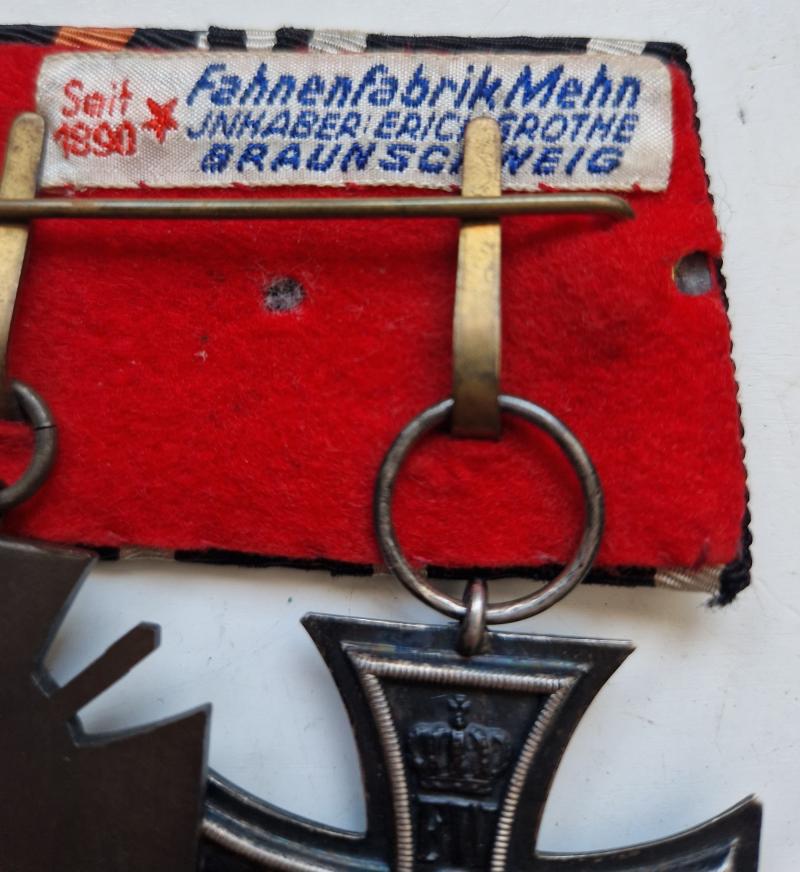 Seit
1890
Fahnenfabrik Mehn
JNHABER: ERICH GROTHE
BRAUNSCHWEIG